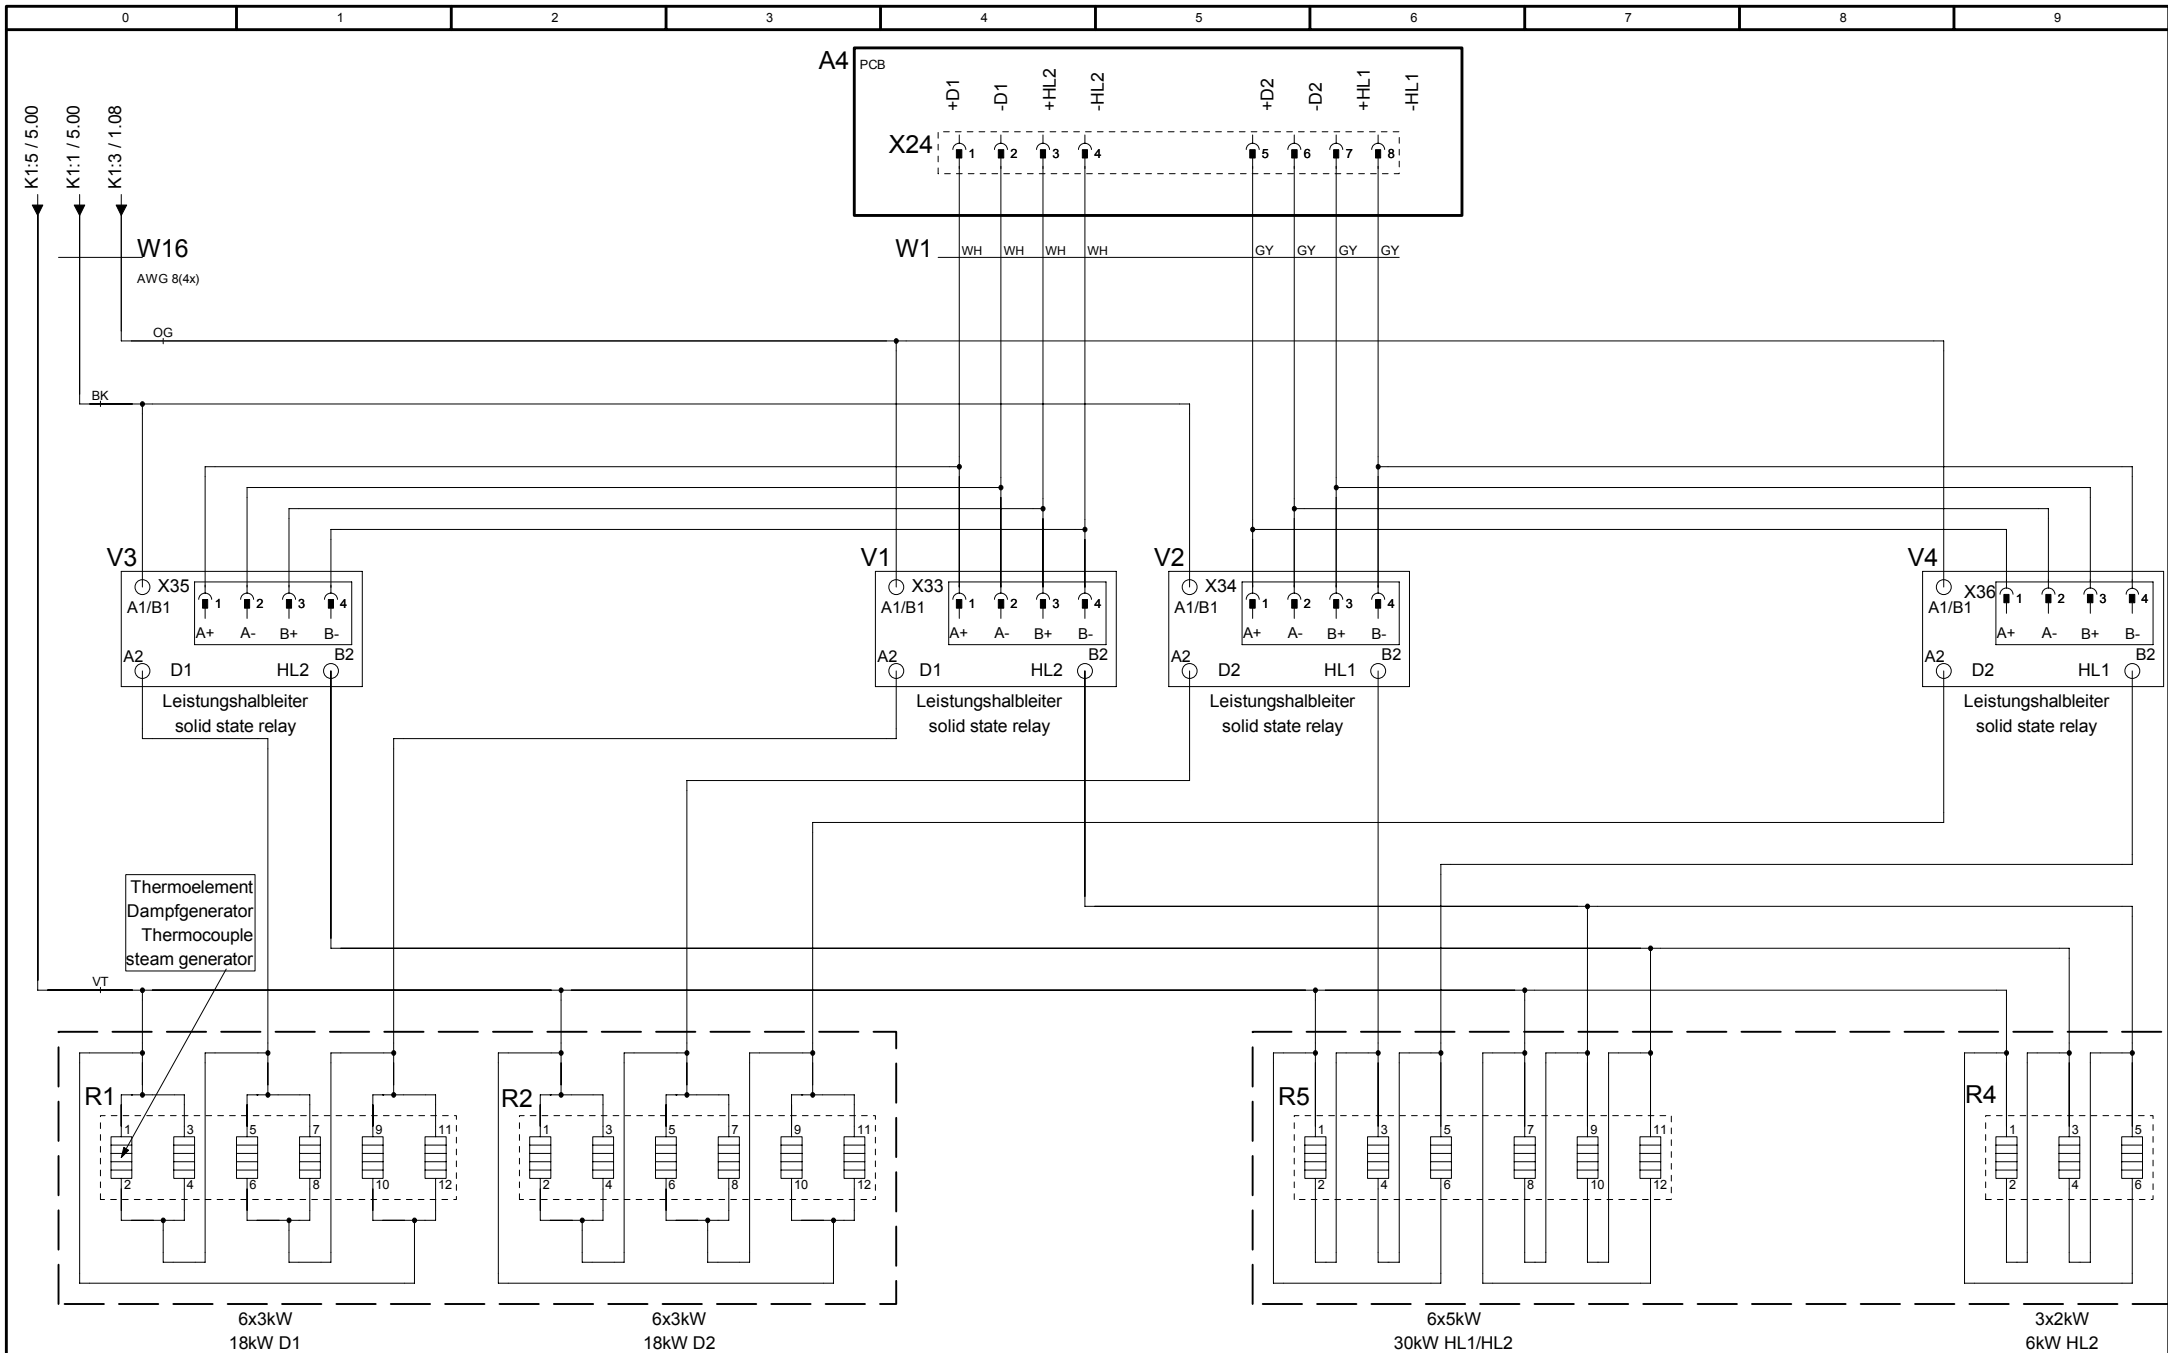 0 1 2 3 4 5 6 7 8 9
A4 PCB
+D1 -D1 +HL2 -HL2 +D2 -D2 +HL1 -HL1
X24 1 2 3 4 5 6 7 8
K1:5 / 5.00
K1:1 / 5.00
K1:3 / 1.08
W16
AWG 8(4x)
W1 WH WH WH WH GY GY GY GY
OG
BK
V3 V1 V2 V4
X35 1 2 3 4
A1/B1 A+ A- B+ B-
A2 D1 HL2 B2
Leistungshalbleiter
solid state relay
X33 1 2 3 4
A1/B1 A+ A- B+ B-
A2 D1 HL2 B2
Leistungshalbleiter
solid state relay
X34 1 2 3 4
A1/B1 A+ A- B+ B-
A2 D2 HL1 B2
Leistungshalbleiter
solid state relay
X36 1 2 3 4
A1/B1 A+ A- B+ B-
A2 D2 HL1 B2
Leistungshalbleiter
solid state relay
Thermoelement
Dampfgenerator
Thermocouple
steam generator
VT
R1
1 3 5 7 9 11
2 4 6 8 10 12
6x3kW
18kW D1
R2
1 3 5 7 9 11
2 4 6 8 10 12
6x3kW
18kW D2
R5
1 3 5 7 9 11
2 4 6 8 10 12
6x5kW
30kW HL1/HL2
R4
1 3 5
2 4 6
3x2kW
6kW HL2